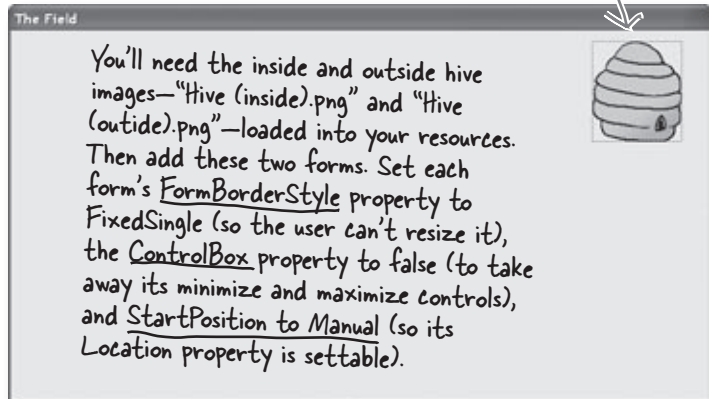 The Field
You'll need the inside and outside hive
images—"Hive (inside).png" and "Hive
(outide).png"—loaded into your resources.
Then add these two forms. Set each
form's FormBorderStyle property to
FixedSingle (so the user can't resize it),
the ControlBox property to false (to take
away its minimize and maximize controls),
and StartPosition to Manual (so its
Location property is settable).